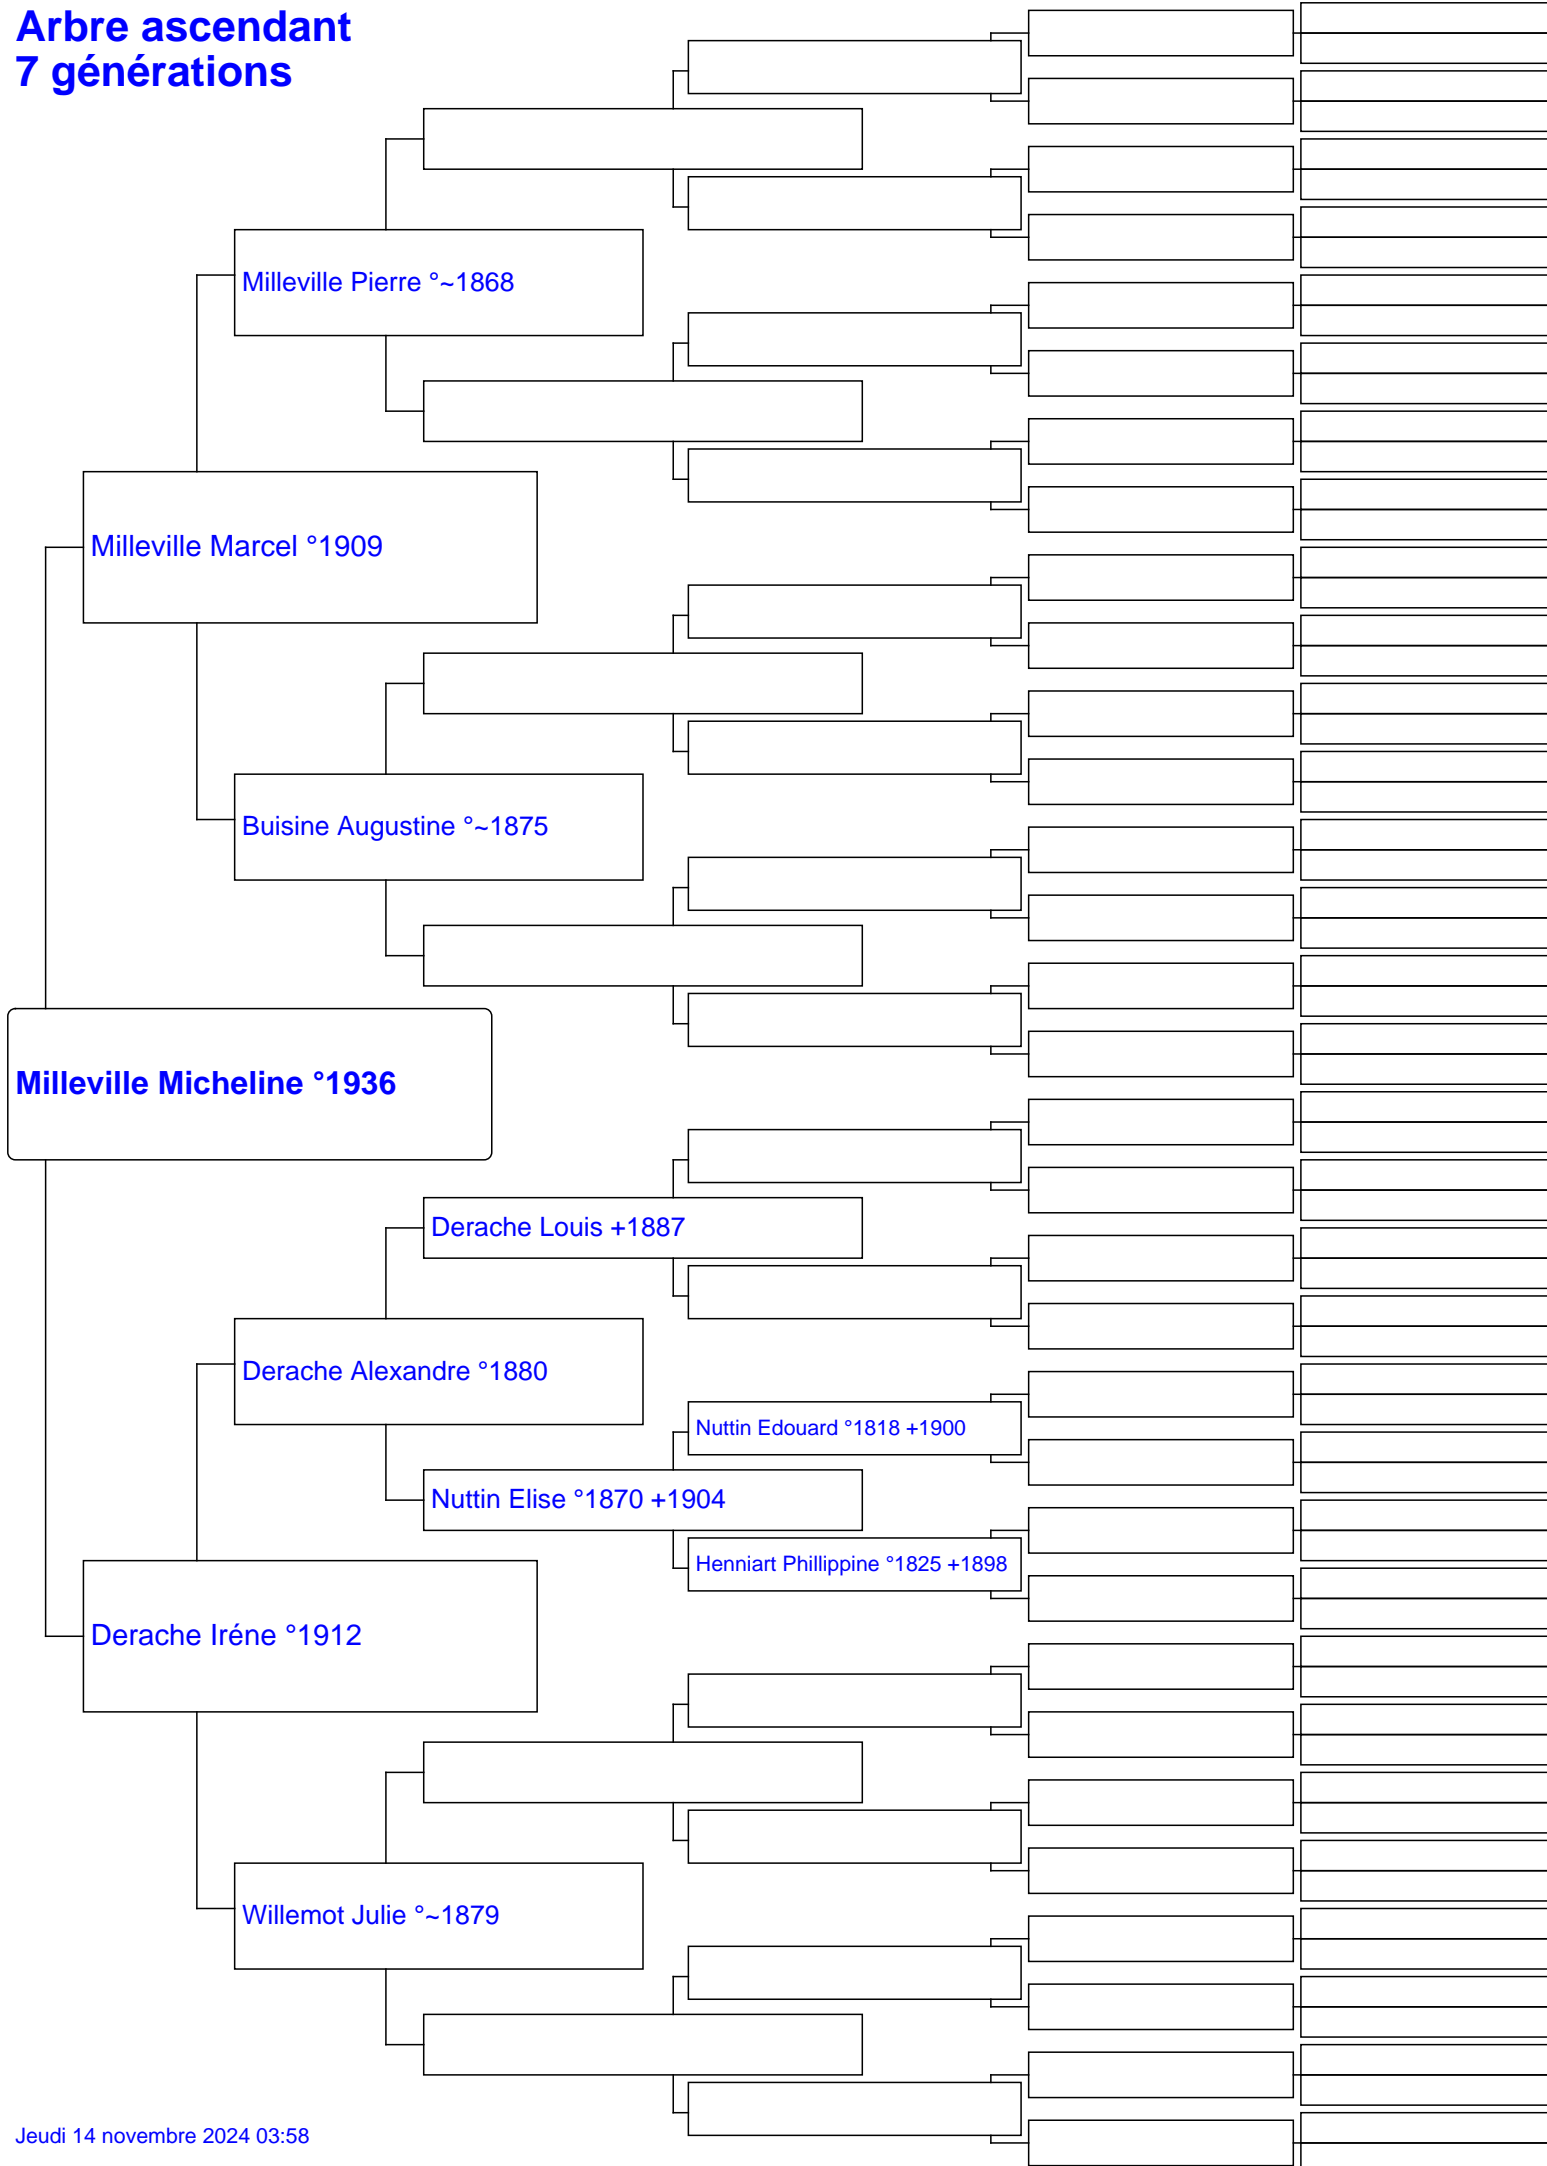 Arbre ascendant
7 générations
Milleville Pierre °~1868
Milleville Marcel °1909
Buisine Augustine °~1875
Milleville Micheline °1936
Derache Louis +1887
Derache Alexandre °1880
Nuttin Edouard °1818 +1900
Nuttin Elise °1870 +1904
Henniart Phillippine °1825 +1898
Derache Iréne °1912
Willemot Julie °~1879
Jeudi 14 novembre 2024 03:58